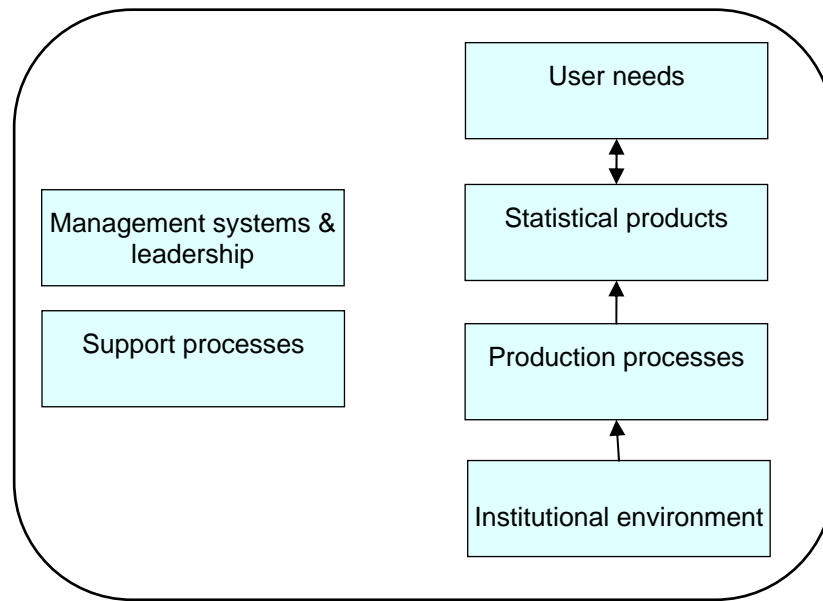 User needs
Statistical products
Management systems &
leadership
Support processes
Production processes
Institutional environment